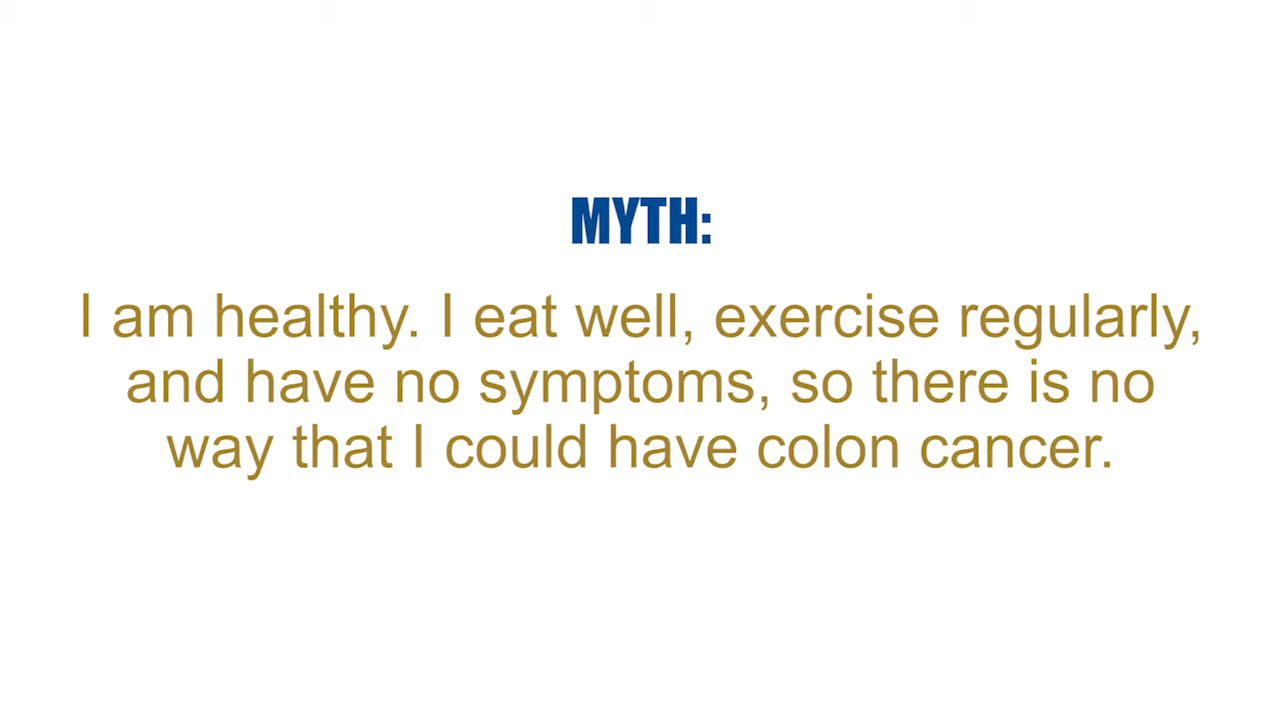 MYTH:
I am healthy. I eat well, exercise regularly,
and have no symptoms, so there is no
way that I could have colon cancer.